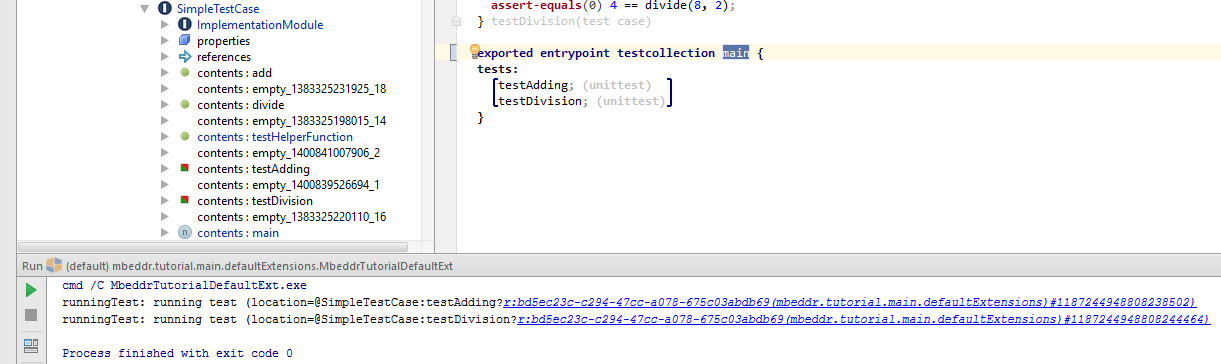 SimpleTestCase
ImplementationModule
properties
references
contents : add
contents : empty_1383325231925_18
contents : divide
contents : empty_1383325198015_14
contents : testHelperFunction
contents : empty_1400841007906_2
contents : testAdding
contents : empty_1400839526694_1
contents : testDivision
contents : empty_1383325220110_16
contents : main
assert-equals(0) 4 == divide(8, 2);
} testDivision(test case)
exported entrypoint testcollection main {
tests:
testAdding; (unittest)
testDivision; (unittest)
}
Run (default) mbeddr.tutorial.main.defaultExtensions.MbeddrTutorialDefaultExt
cmd /C MbeddrTutorialDefaultExt.exe
runningTest: running test (location=@SimpleTestCase:testAdding?r:bd5ec23c-c294-47cc-a078-675c03abdb69(mbeddr.tutorial.main.defaultExtensions)#1187244948808238502)
runningTest: running test (location=@SimpleTestCase:testDivision?r:bd5ec23c-c294-47cc-a078-675c03abdb69(mbeddr.tutorial.main.defaultExtensions)#1187244948808244464)
Process finished with exit code 0